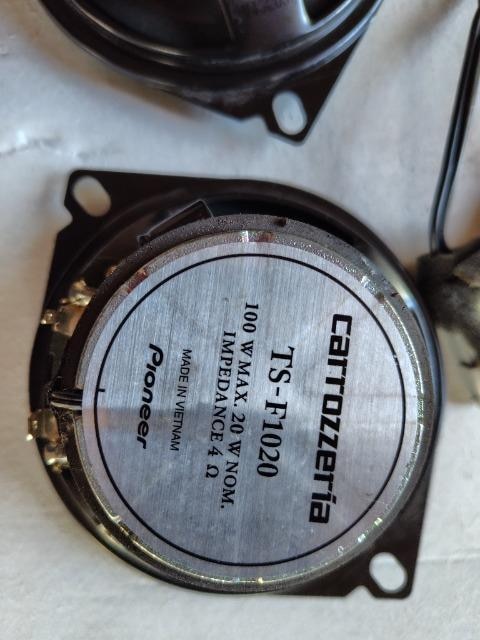 carrozzeria
TS-F1020
100 W MAX. 20 W NOM.
IMPEDANCE 4 Ω
MADE IN VIETNAM
Pioneer